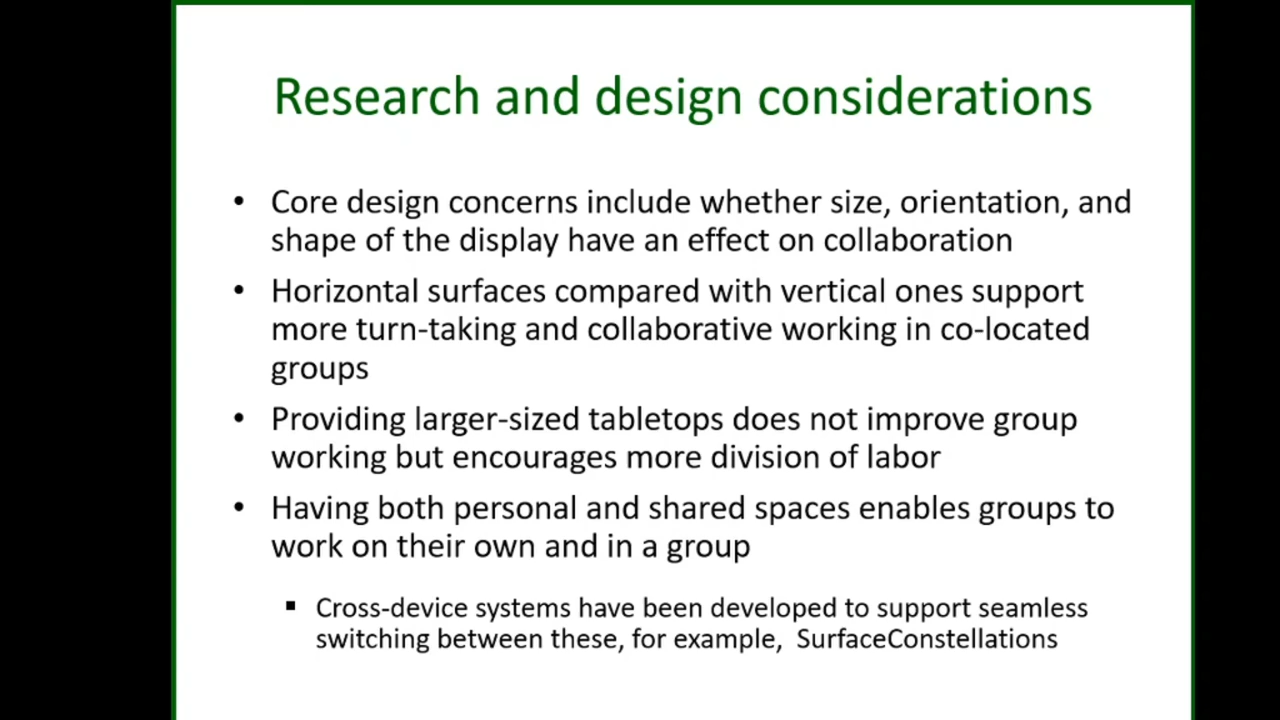 Research and design considerations
• Core design concerns include whether size, orientation, and
shape of the display have an effect on collaboration
• Horizontal surfaces compared with vertical ones support
more turn-taking and collaborative working in co-located
groups
• Providing larger-sized tabletops does not improve group
working but encourages more division of labor
• Having both personal and shared spaces enables groups to
work on their own and in a group
▪ Cross-device systems have been developed to support seamless
switching between these, for example,  SurfaceConstellations